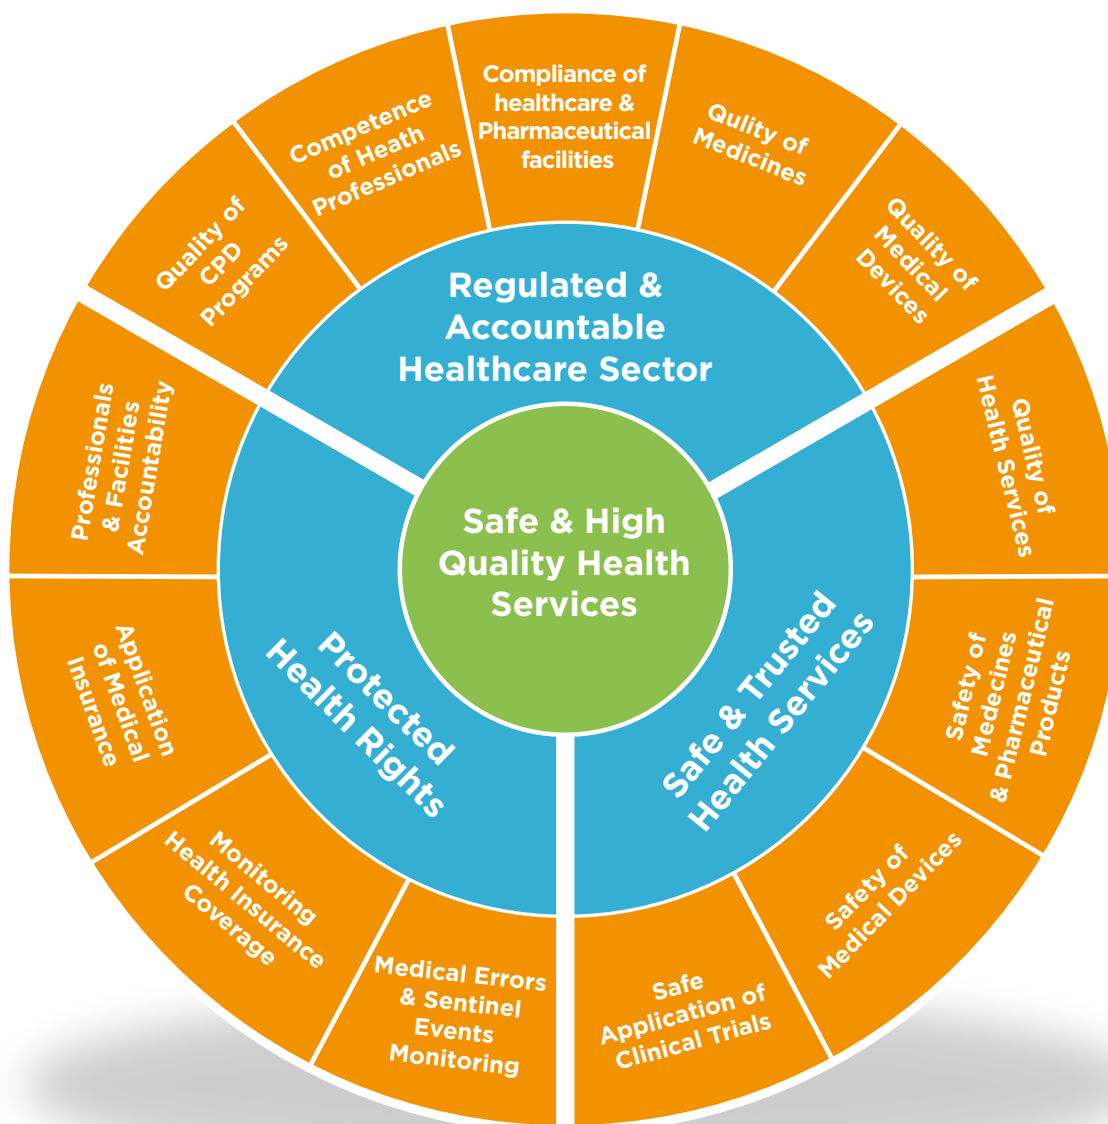 Compliance of
healthcare &
Pharmaceutical
facilities
Qulity of
Medicines
Quality of
Medical
Devices
Quality of
Health Services
Safety of
Medecines
& Pharmaceutical
Products
Safety of
Medical Devices
Safe
Application of
Clinical Trials
Medical Errors
& Sentinel
Events
Monitoring
Monitoring
Health Insurance
Coverage
Application
of Medical
Insurance
Professionals
& Facilities
Accountability
Quality of
CPD
Programs
Competence
of Heath
Professionals
Regulated &
Accountable
Healthcare Sector
Safe & Trusted
Health Services
Protected
Health Rights
Safe & High
Quality Health
Services